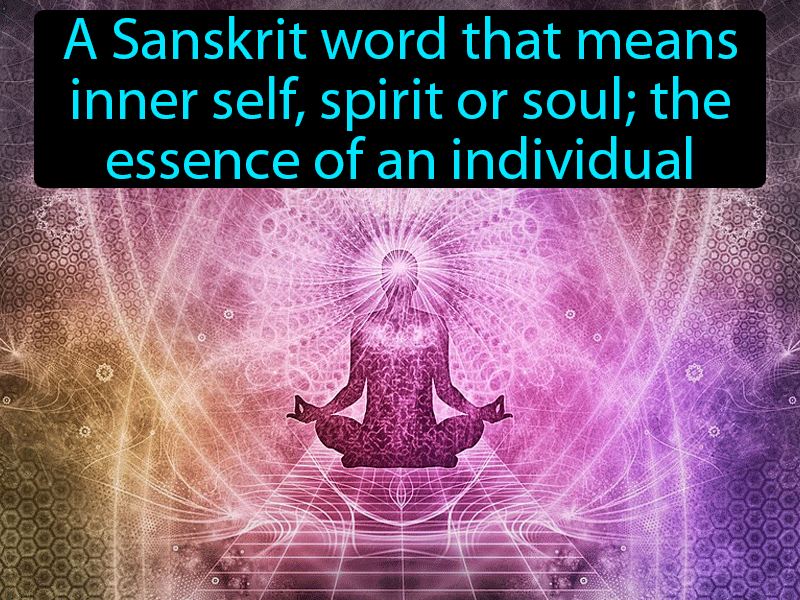 A Sanskrit word that means
inner self, spirit or soul; the
essence of an individual